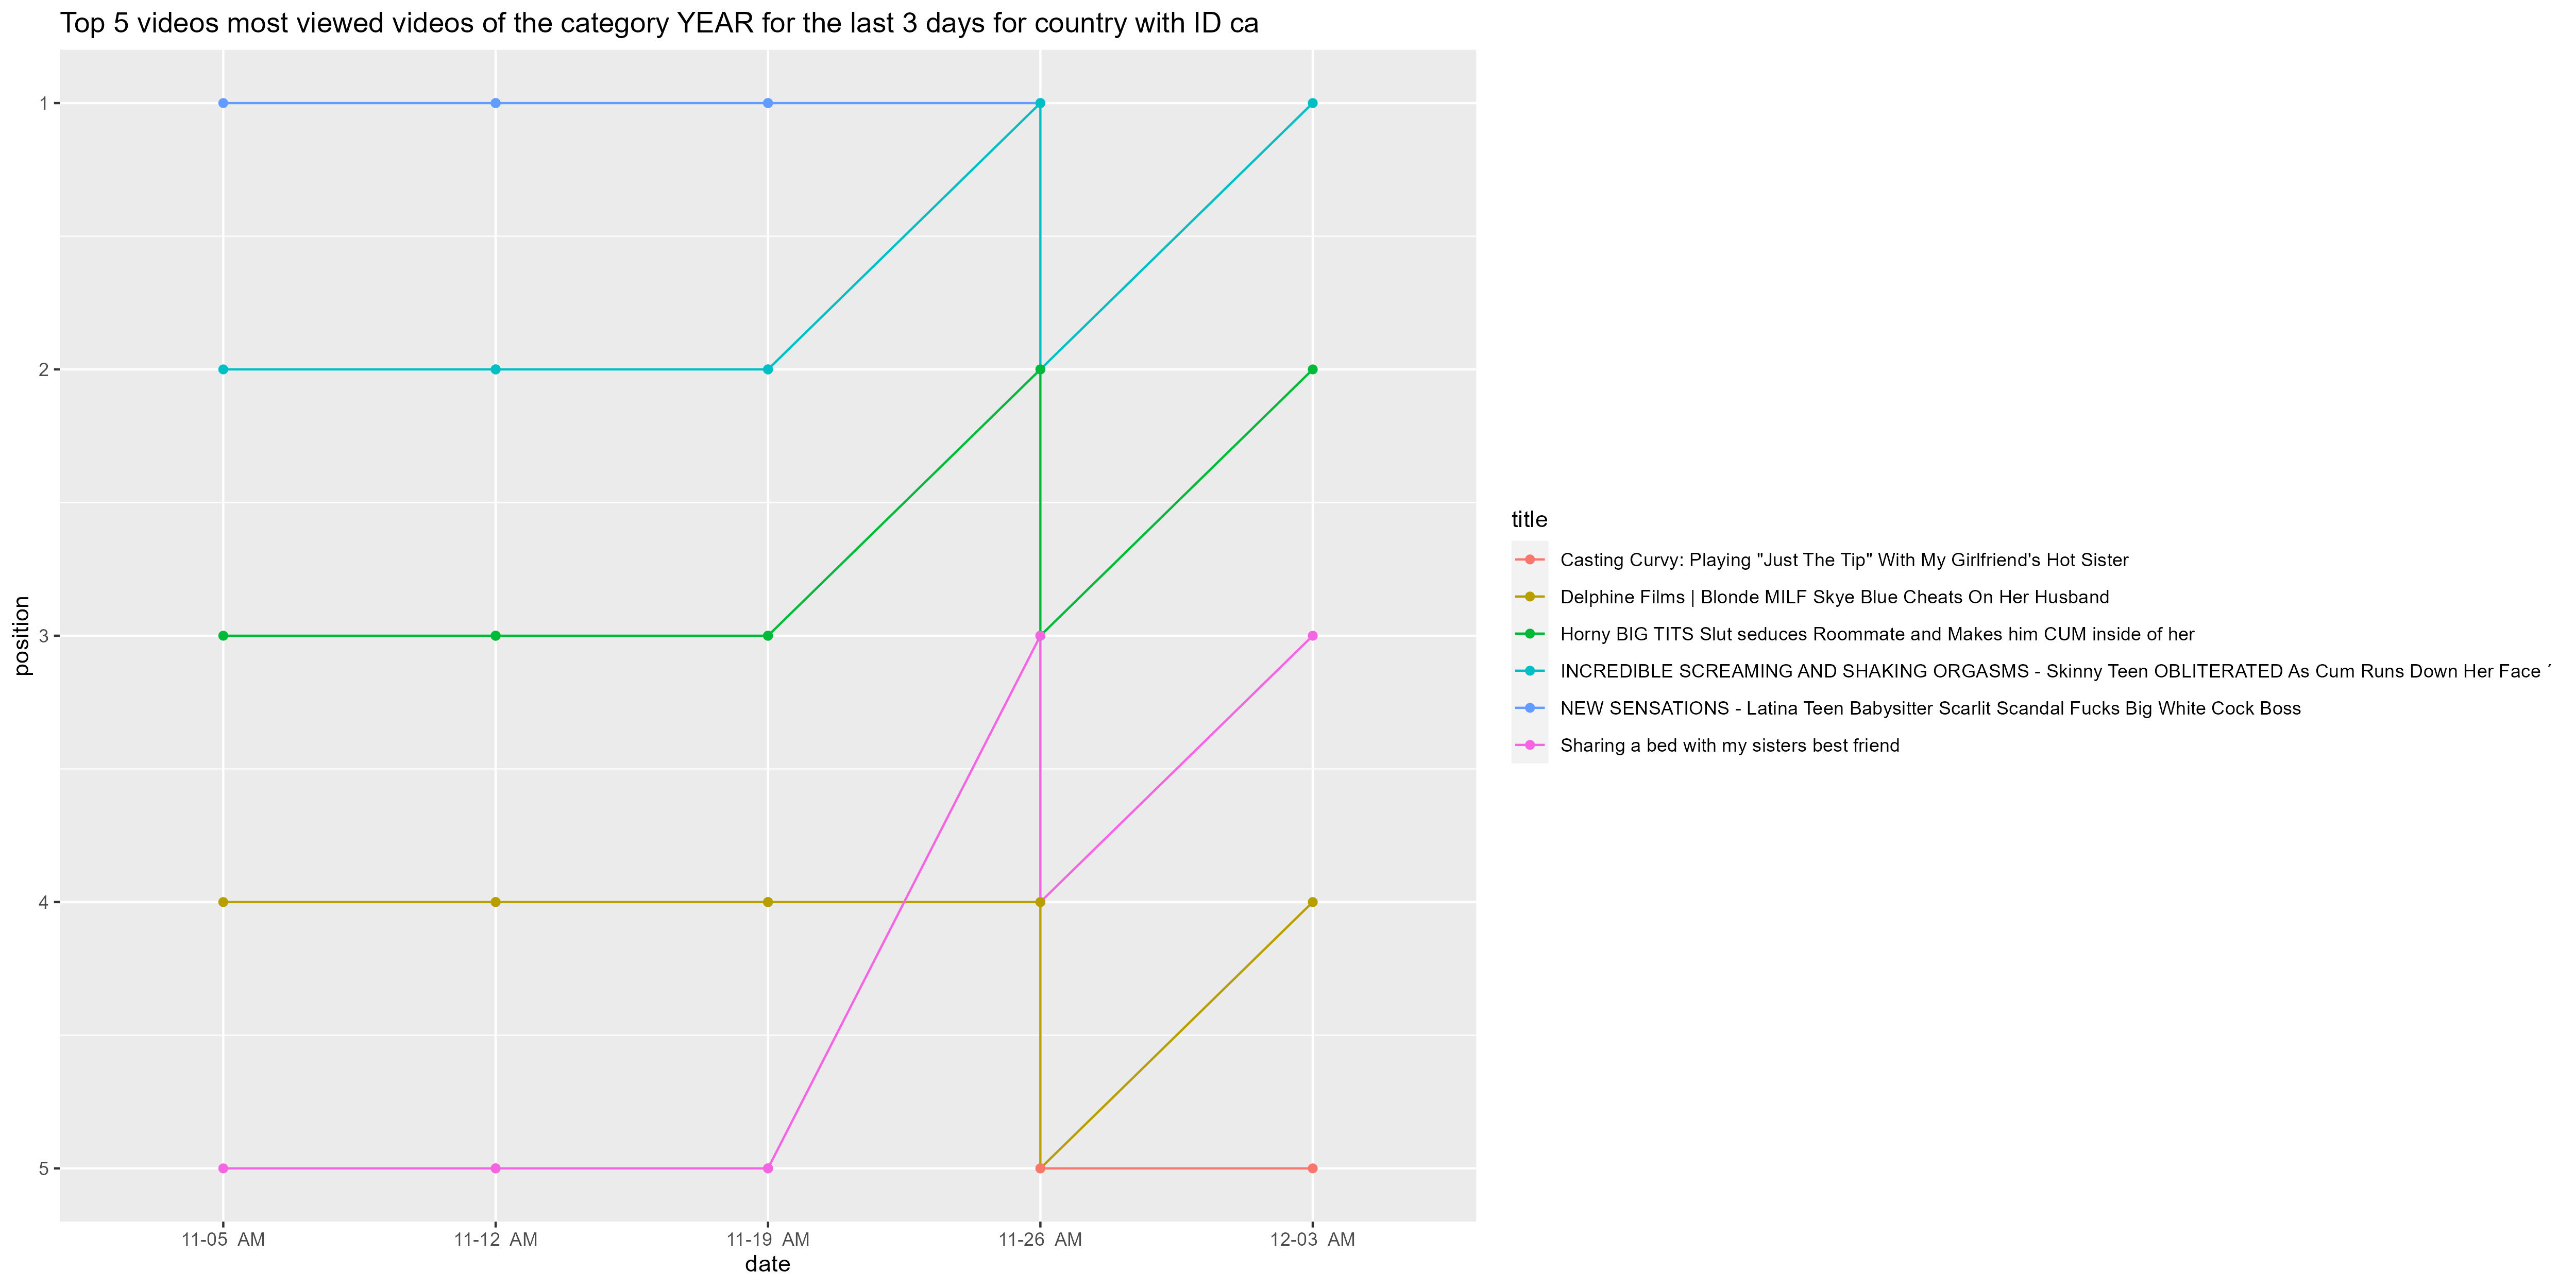 Top 5 videos most viewed videos of the category YEAR for the last 3 days for country with ID ca
position
1
2
3
4
5
11-05  AM
11-12  AM
11-19  AM
11-26  AM
12-03  AM
date
title
Casting Curvy: Playing "Just The Tip" With My Girlfriend's Hot Sister
Delphine Films | Blonde MILF Skye Blue Cheats On Her Husband
Horny BIG TITS Slut seduces Roommate and Makes him CUM inside of her
INCREDIBLE SCREAMING AND SHAKING ORGASMS - Skinny Teen OBLITERATED As Cum Runs Down Her Face
NEW SENSATIONS - Latina Teen Babysitter Scarlit Scandal Fucks Big White Cock Boss
Sharing a bed with my sisters best friend